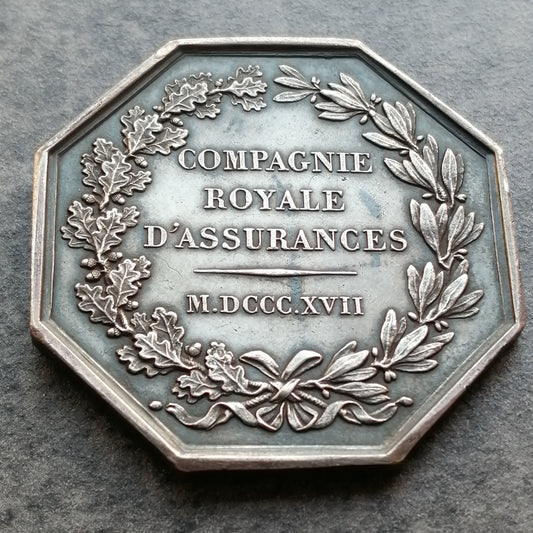 COMPAGNIE
ROYALE
D'ASSURANCES
M.DCCC.XVII